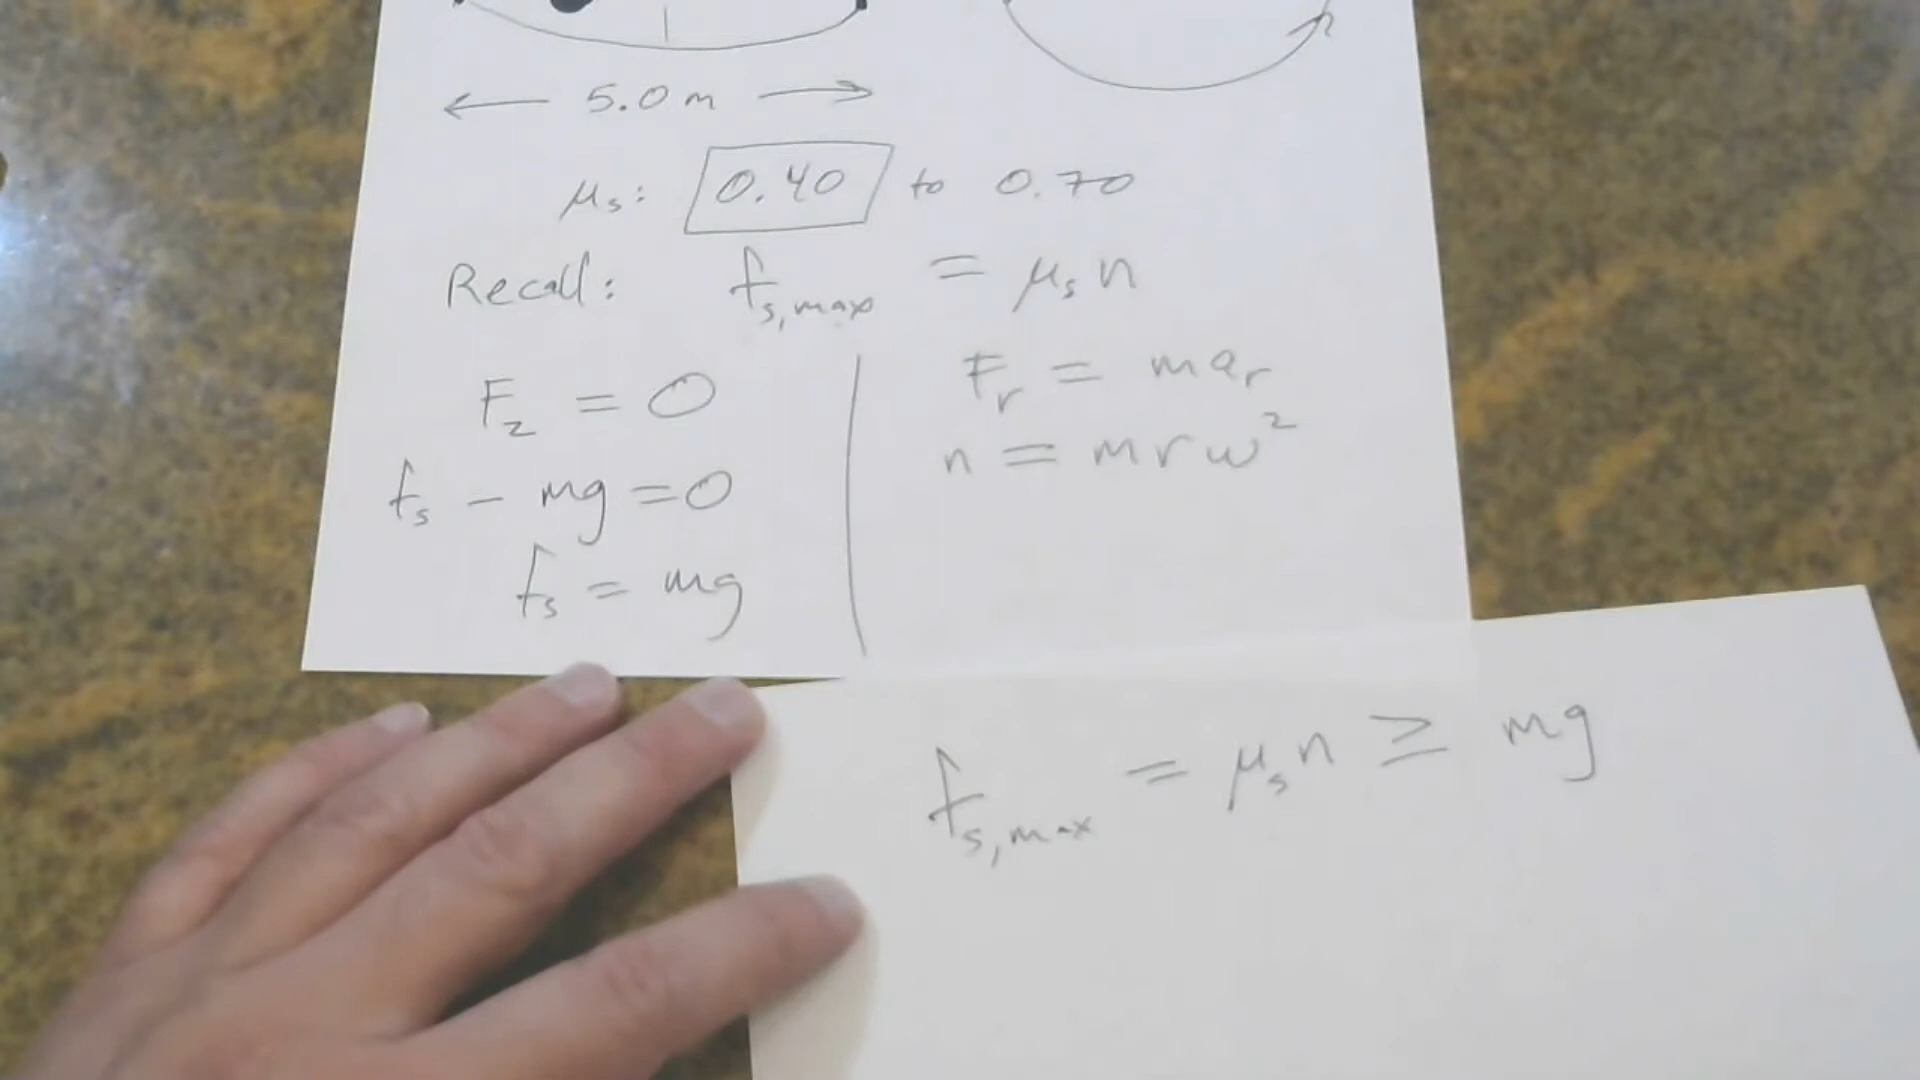 ← 5.0 m →
μs: 0.40 to 0.70
Recall: fs,max = μs n
Fz = 0
fs - mg = 0
fs = mg
Fr = mar
n = mrω²
fs,max = μs n ≥ mg